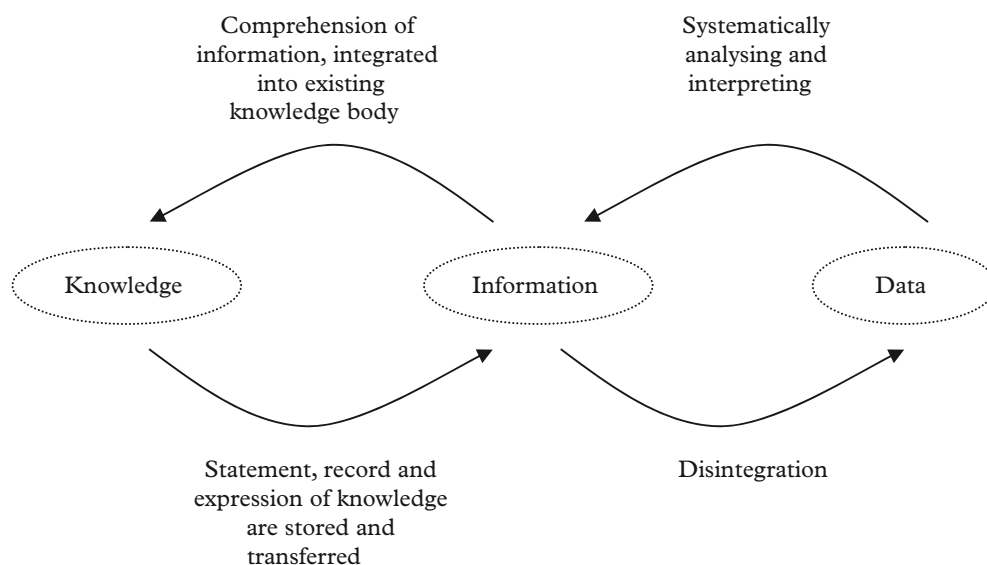 Comprehension of
information, integrated
into existing
knowledge body
Systematically
analysing and
interpreting
Knowledge
Information
Data
Statement, record and
expression of knowledge
are stored and
transferred
Disintegration